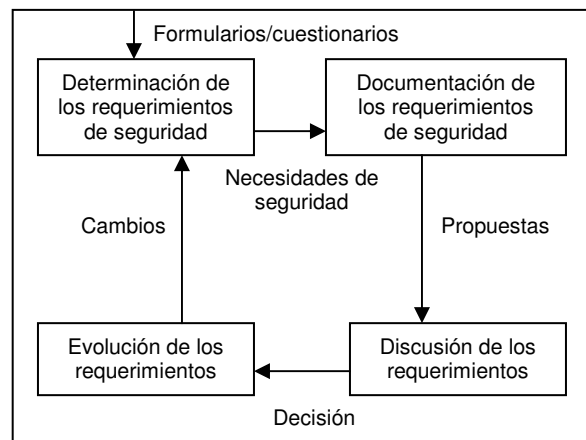 Formularios/cuestionarios
Determinación de
los requerimientos
de seguridad
Documentación de
los requerimientos
de seguridad
Necesidades de
seguridad
Cambios
Propuestas
Evolución de los
requerimientos
Discusión de los
requerimientos
Decisión